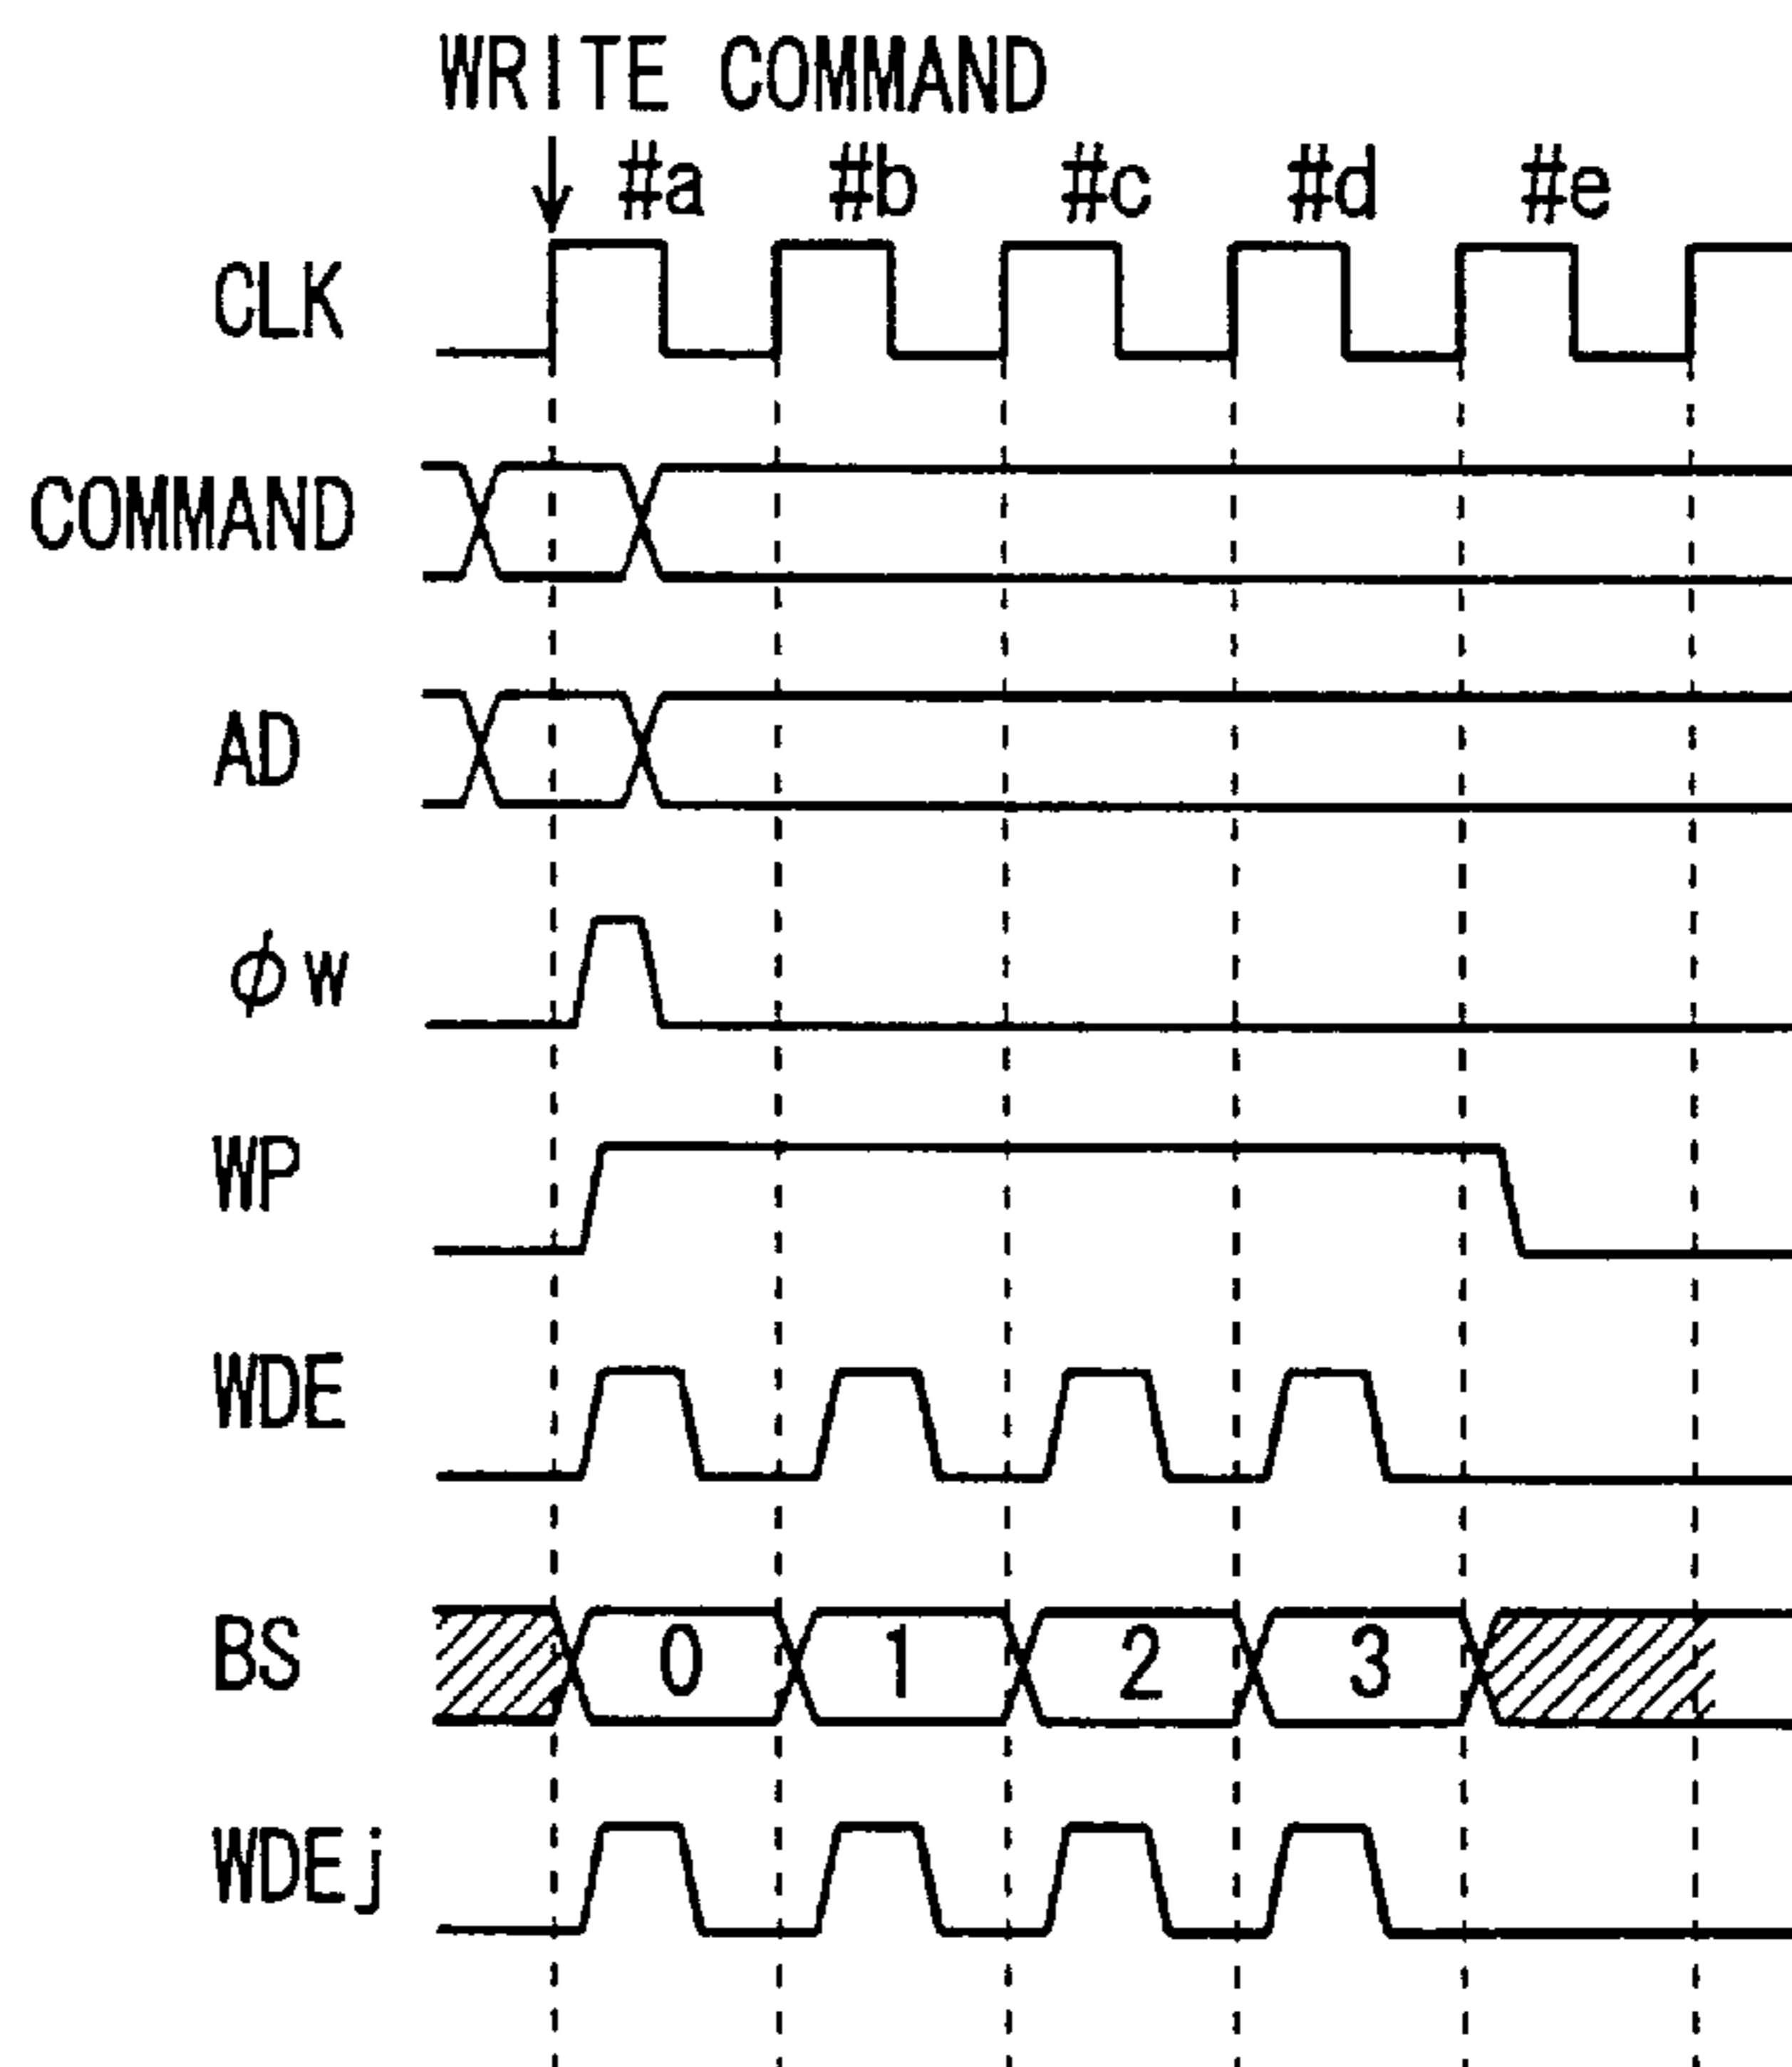 WRITE COMMAND
#a #b #c #d #e
CLK
COMMAND
AD
φw
WP
WDE
BS 0 1 2 3
WDEj